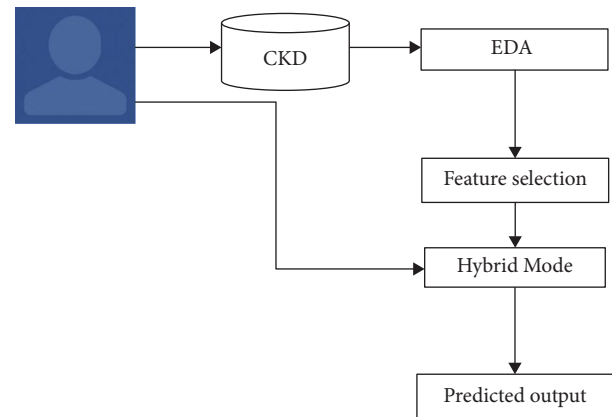 CKD
EDA
Feature selection
Hybrid Mode
Predicted output